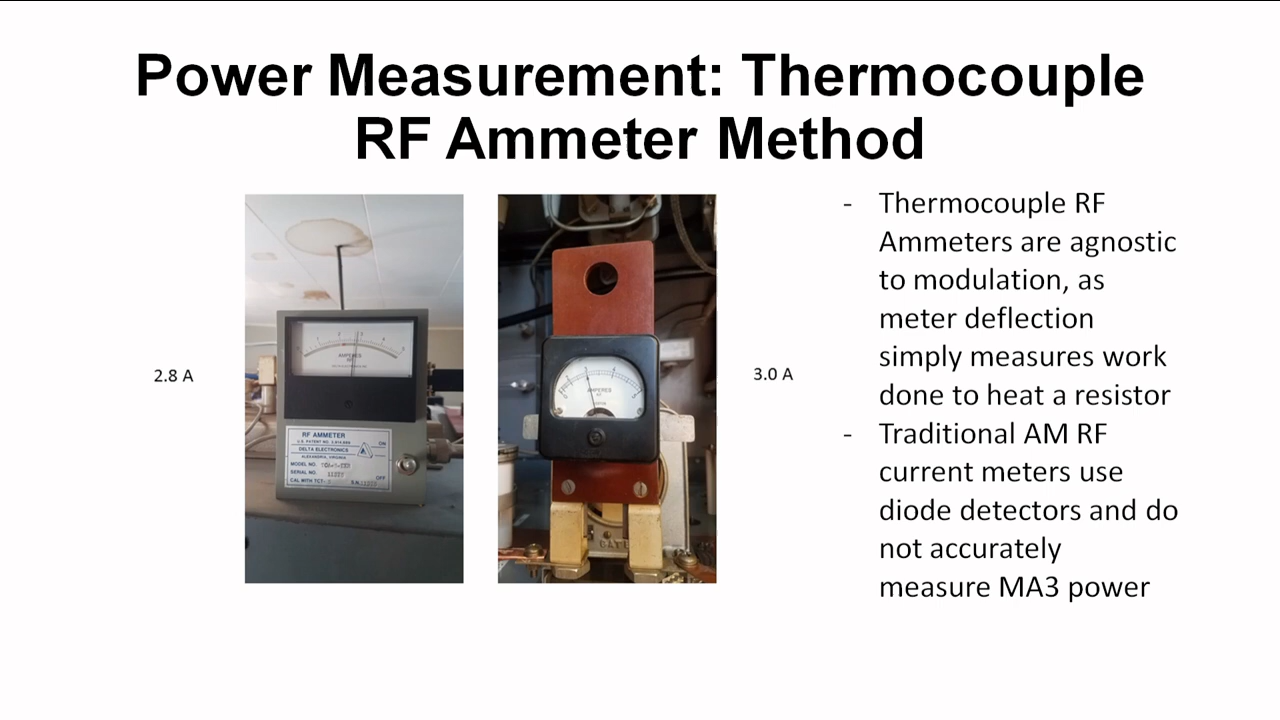 Power Measurement: Thermocouple
RF Ammeter Method
2.8 A
AMPERES
RF AMMETER
U.S. PATENT NO.
DELTA ELECTRONICS
ALEXANDRIA, VIRGINIA
MODEL NO.
SERIAL NO.
CAL WITH TCT-
ON
OFF
AMPERES
3.0 A
- Thermocouple RF
Ammeters are agnostic
to modulation, as
meter deflection
simply measures work
done to heat a resistor
- Traditional AM RF
current meters use
diode detectors and do
not accurately
measure MA3 power